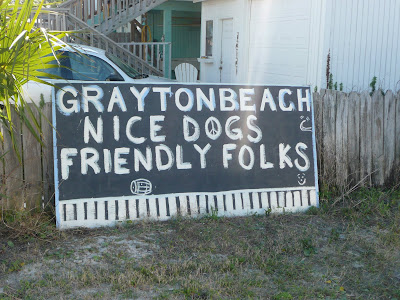 GRAYTONBEACH
NICE DOGS
FRIENDLY FOLKS